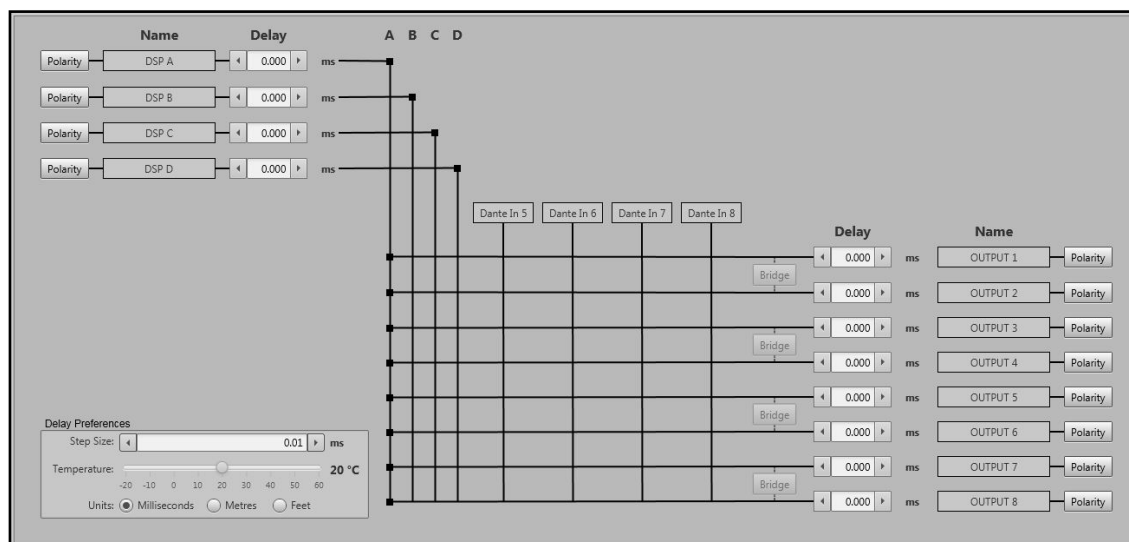 Name Delay A B C D
Polarity DSP A 0.000 ms
Polarity DSP B 0.000 ms
Polarity DSP C 0.000 ms
Polarity DSP D 0.000 ms
Dante In 5 Dante In 6 Dante In 7 Dante In 8
Delay Name
0.000 ms OUTPUT 1 Polarity
Bridge
0.000 ms OUTPUT 2 Polarity
0.000 ms OUTPUT 3 Polarity
Bridge
0.000 ms OUTPUT 4 Polarity
0.000 ms OUTPUT 5 Polarity
Bridge
0.000 ms OUTPUT 6 Polarity
0.000 ms OUTPUT 7 Polarity
Bridge
0.000 ms OUTPUT 8 Polarity
Delay Preferences
Step Size: 0.01 ms
Temperature: 20 °C
-20 -10 0 10 20 30 40 50 60
Units: Milliseconds Metres Feet